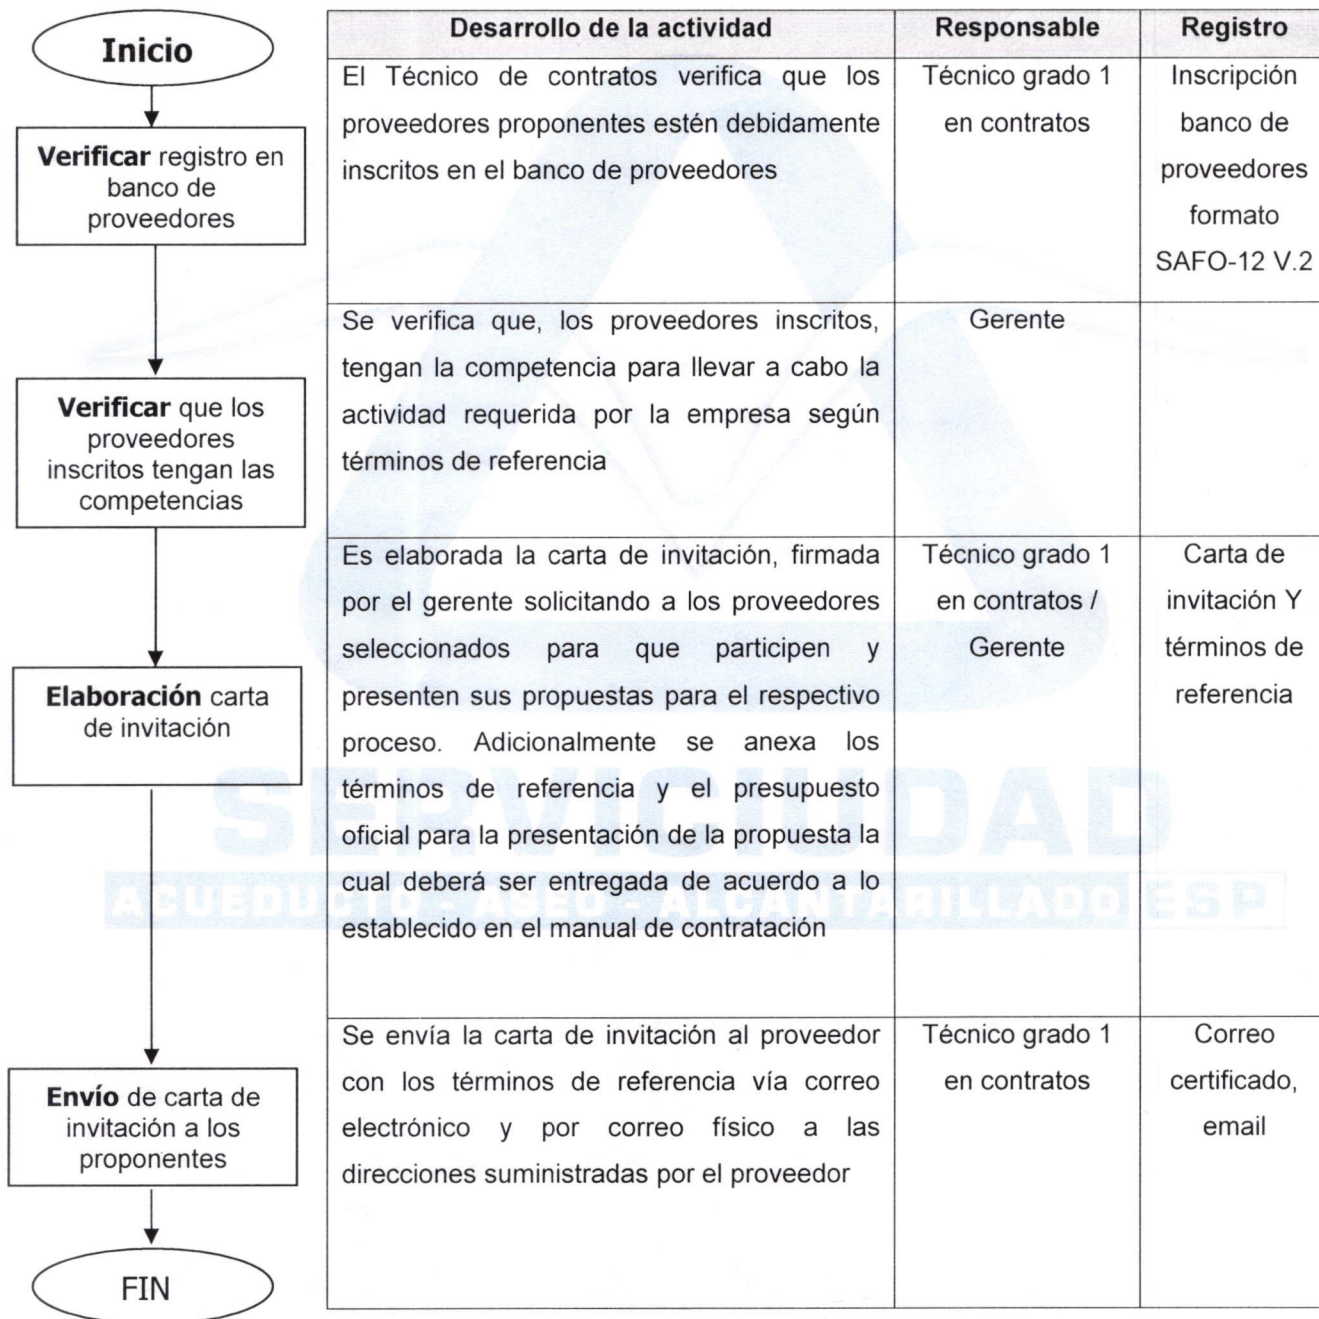 Inicio
Verificar registro en
banco de
proveedores
Verificar que los
proveedores
inscritos tengan las
competencias
Elaboración carta
de invitación
Envío de carta de
invitación a los
proponentes
FIN
Desarrollo de la actividad
Responsable
Registro
El Técnico de contratos verifica que los
proveedores proponentes estén debidamente
inscritos en el banco de proveedores
Técnico grado 1
en contratos
Inscripción
banco de
proveedores
formato
SAFO-12 V.2
Se verifica que, los proveedores inscritos,
tengan la competencia para llevar a cabo la
actividad requerida por la empresa según
términos de referencia
Gerente
Es elaborada la carta de invitación, firmada
por el gerente solicitando a los proveedores
seleccionados para que participen y
presenten sus propuestas para el respectivo
proceso. Adicionalmente se anexa los
términos de referencia y el presupuesto
oficial para la presentación de la propuesta la
cual deberá ser entregada de acuerdo a lo
establecido en el manual de contratación
Técnico grado 1
en contratos /
Gerente
Carta de
invitación Y
términos de
referencia
Se envía la carta de invitación al proveedor
con los términos de referencia vía correo
electrónico y por correo físico a las
direcciones suministradas por el proveedor
Técnico grado 1
en contratos
Correo
certificado,
email
SERVICIUDAD
ACUEDUCTO - ASEO - ALCANTARILLADO ESP